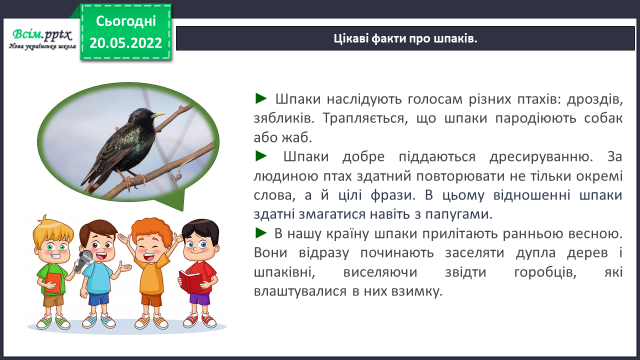 Всім.pptx
Нова українська школа
Сьогодні
20.05.2022
Цікаві факти про шпаків.
► Шпаки наслідують голосам різних птахів: дроздів,
зябликів. Трапляється, що шпаки пародіюють собак
або жаб.
► Шпаки добре піддаються дресируванню. За
людиною птах здатний повторювати не тільки окремі
слова, а й цілі фрази. В цьому відношенні шпаки
здатні змагатися навіть з папугами.
► В нашу країну шпаки прилітають ранньою весною.
Вони відразу починають заселяти дупла дерев і
шпаківні, виселяючи звідти горобців, які
влаштувалися в них взимку.